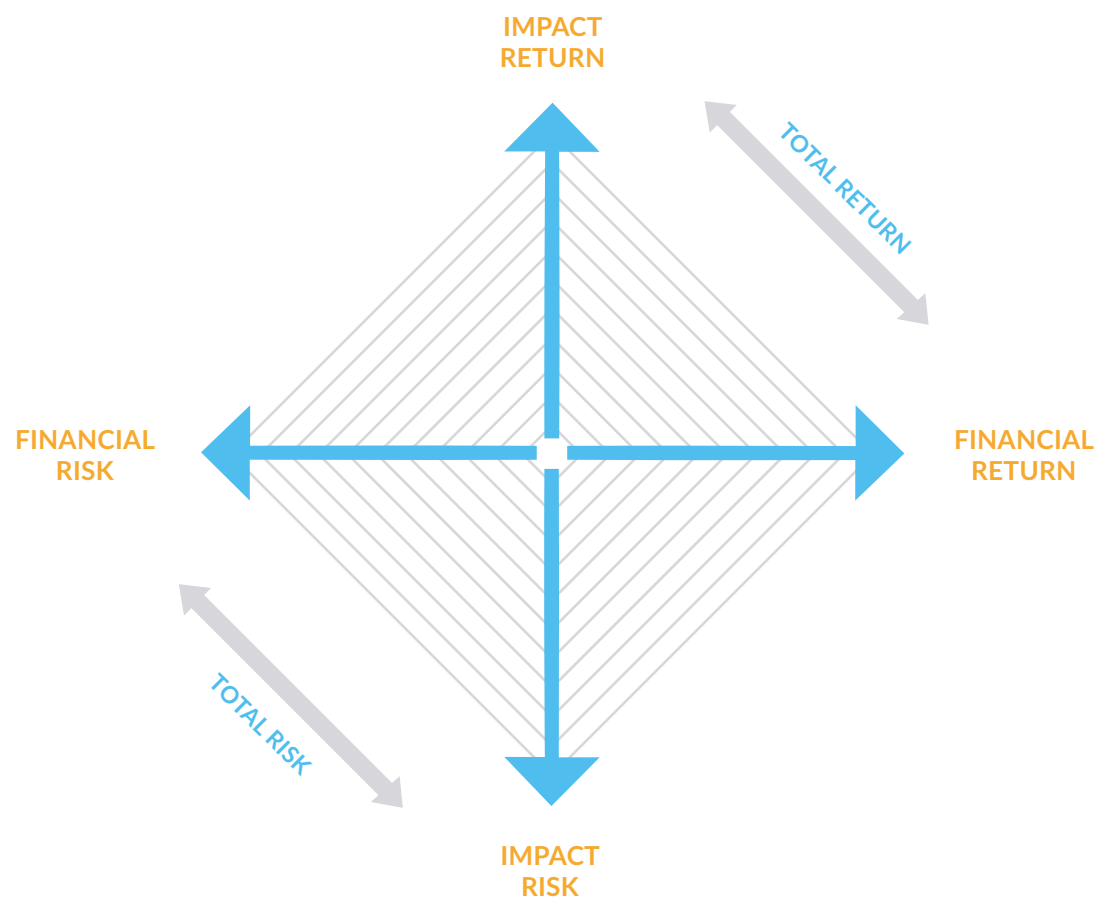 IMPACT
RETURN
TOTAL RETURN
FINANCIAL
RISK
FINANCIAL
RETURN
TOTAL RISK
IMPACT
RISK